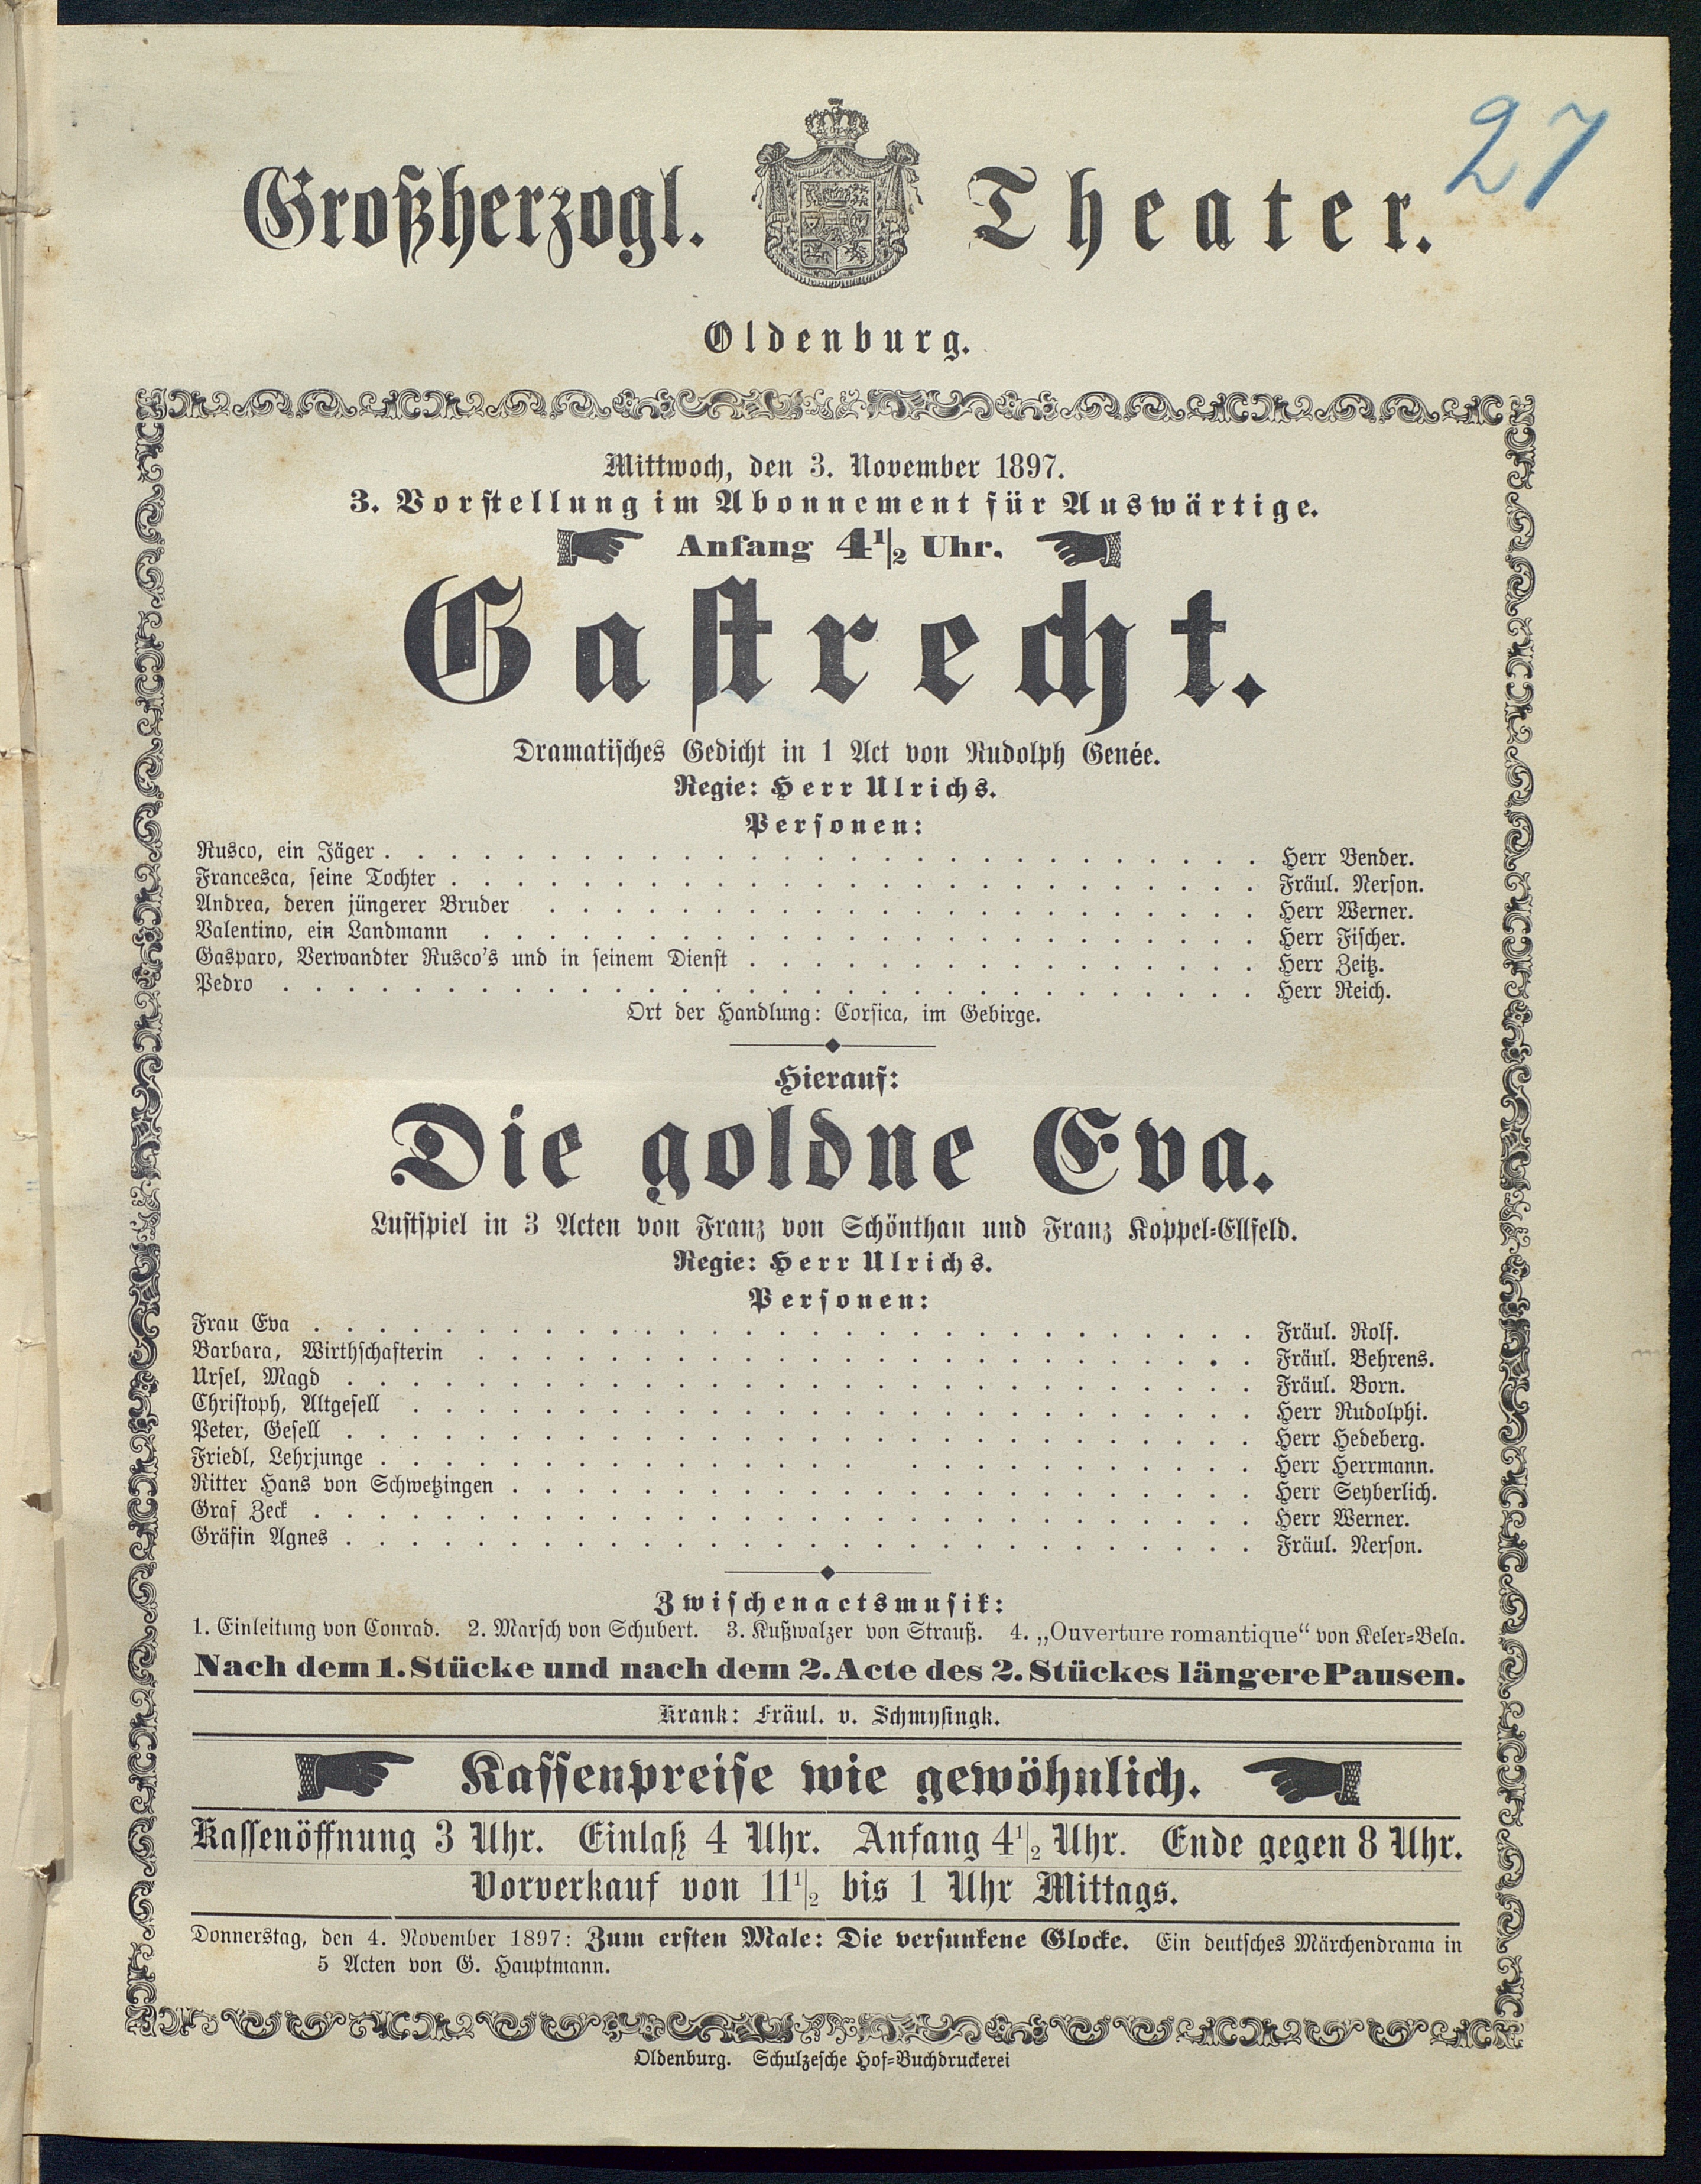 27
Großherzogl. Theater.
Oldenburg.
Mittwoch, den 3. November 1897.
3. Vorstellung im Abonnement für Auswärtige.
Anfang 4 1/2 Uhr.
Gastrecht.
Dramatisches Gedicht in 1 Act von Rudolph Genée.
Regie: Herr Ulrichs.
Personen:
Rusco, ein Jäger . . . . . Herr Bender.
Francesca, seine Tochter . . . . . Fräul. Nerson.
Andrea, deren jüngerer Bruder . . . . . Herr Werner.
Valentino, ein Landmann . . . . . Herr Fischer.
Gasparo, Verwandter Rusco's und in seinem Dienst . . . . . Herr Zeitz.
Pedro . . . . . Herr Reich.
Ort der Handlung: Corsica, im Gebirge.
Hierauf:
Die goldne Eva.
Lustspiel in 3 Acten von Franz von Schönthan und Franz Koppel-Ellfeld.
Regie: Herr Ulrichs.
Personen:
Frau Eva . . . . . Fräul. Rolf.
Barbara, Wirthschafterin . . . . . Fräul. Behrens.
Ursel, Magd . . . . . Fräul. Born.
Christoph, Altgesell . . . . . Herr Rudolphi.
Peter, Gesell . . . . . Herr Hedeberg.
Friedl, Lehrjunge . . . . . Herr Herrmann.
Ritter Hans von Schwetzingen . . . . . Herr Seyberlich.
Graf Zeck . . . . . Herr Werner.
Gräfin Agnes . . . . . Fräul. Nerson.
Zwischenactsmusik:
1. Einleitung von Conrad. 2. Marsch von Schubert. 3. Kußwalzer von Strauß. 4. „Ouverture romantique“ von Keler-Bela.
Nach dem 1. Stücke und nach dem 2. Acte des 2. Stückes längere Pausen.
Krank: Fräul. v. Schmysingk.
Kassenpreise wie gewöhnlich.
Kassenöffnung 3 Uhr. Einlaß 4 Uhr. Anfang 4 1/2 Uhr. Ende gegen 8 Uhr.
Vorverkauf von 11 1/2 bis 1 Uhr Mittags.
Donnerstag, den 4. November 1897: Zum ersten Male: Die versunkene Glocke. Ein deutsches Märchendrama in
5 Acten von G. Hauptmann.
Oldenburg. Schulzesche Hof-Buchdruckerei